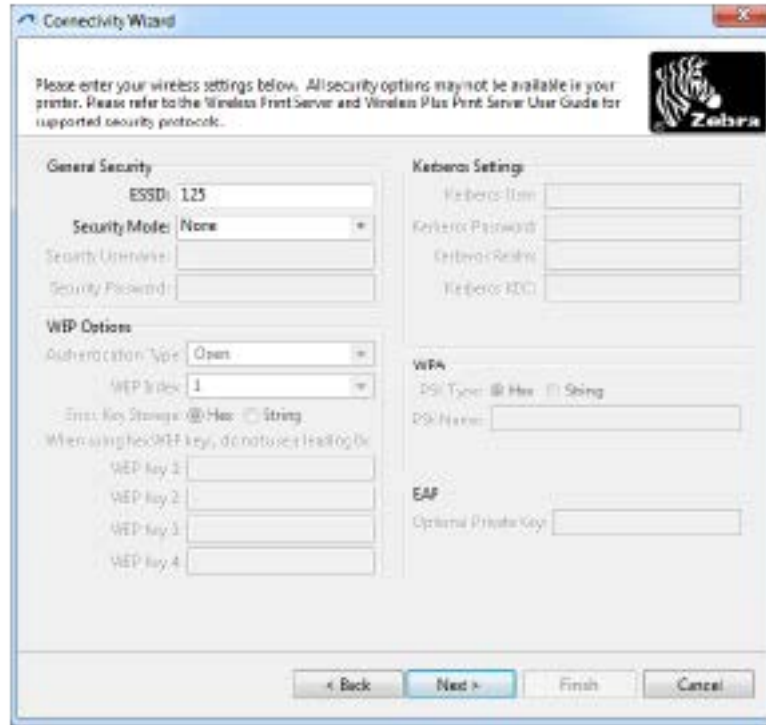 Connectivity Wizard
Please enter your wireless settings below. All security options may not be available in your
printer. Please refer to the Wireless Print Server and Wireless Plus Print Server User Guide for
supported security protocols.
Zebra
General Security
ESSID: 125
Security Mode: None
Security Username:
Security Password:
WEP Options
Authentication Type: Open
WEP Index: 1
Key Storage: Hex String
When using hex WEP keys, do not use a leading 0x
WEP Key 1
WEP Key 2
WEP Key 3
WEP Key 4
Kerberos Settings
Kerberos User:
Kerberos Password:
Kerberos Realm:
Kerberos KDC:
WPA
PSK Type: Hex String
PSK Name:
EAP
Optional Private Key:
< Back
Next >
Finish
Cancel